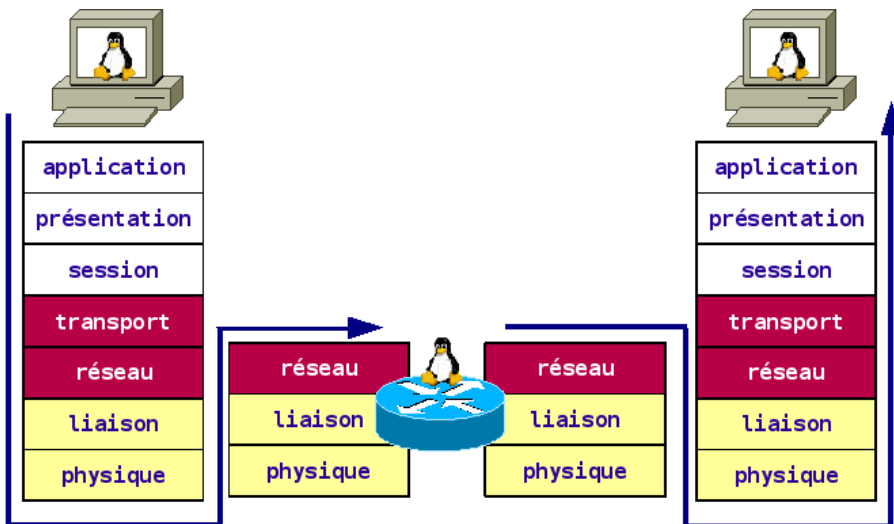 application
présentation
session
transport
réseau
liaison
physique
réseau
liaison
physique
réseau
liaison
physique
application
présentation
session
transport
réseau
liaison
physique